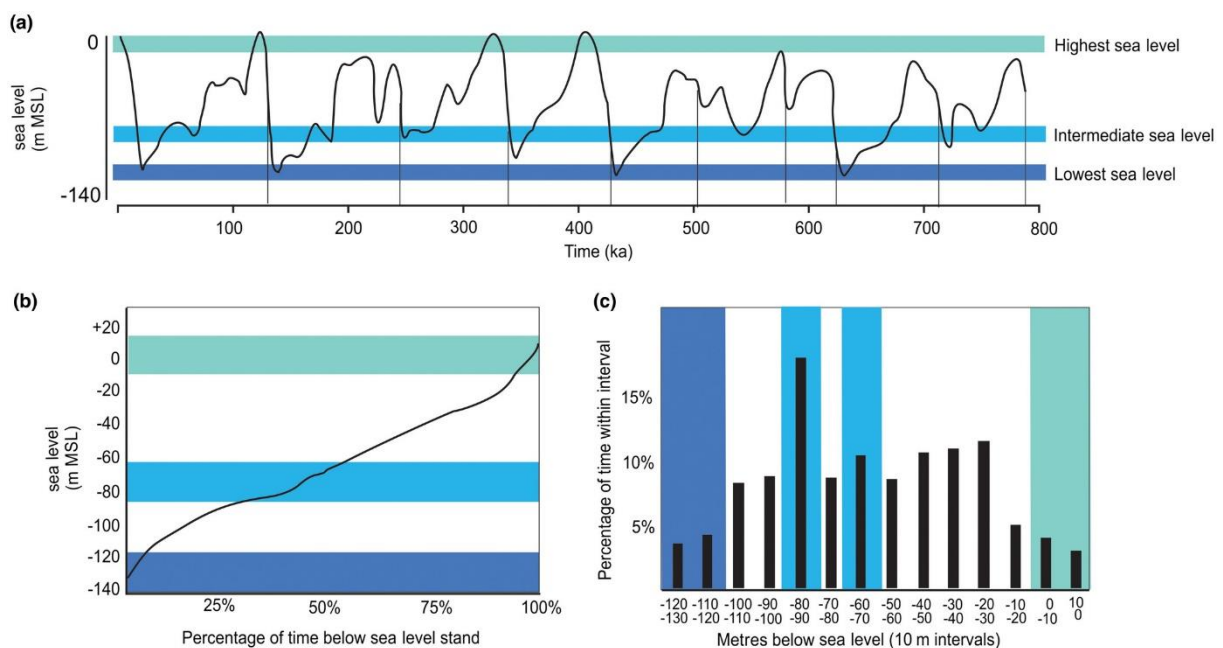 (a)
0
Highest sea level
sea level
(m MSL)
Intermediate sea level
Lowest sea level
-140
100 200 300 400 500 600 700 800
Time (ka)
(b)
+20
0
-20
-40
-60
-80
-100
-120
-140
sea level
(m MSL)
25% 50% 75% 100%
Percentage of time below sea level stand
(c)
15%
10%
5%
Percentage of time within interval
-120 -110 -100 -90 -80 -70 -60 -50 -40 -30 -20 -10 0 10
-130 -120 -110 -100 -90 -80 -70 -60 -50 -40 -30 -20 -10 0
Metres below sea level (10 m intervals)